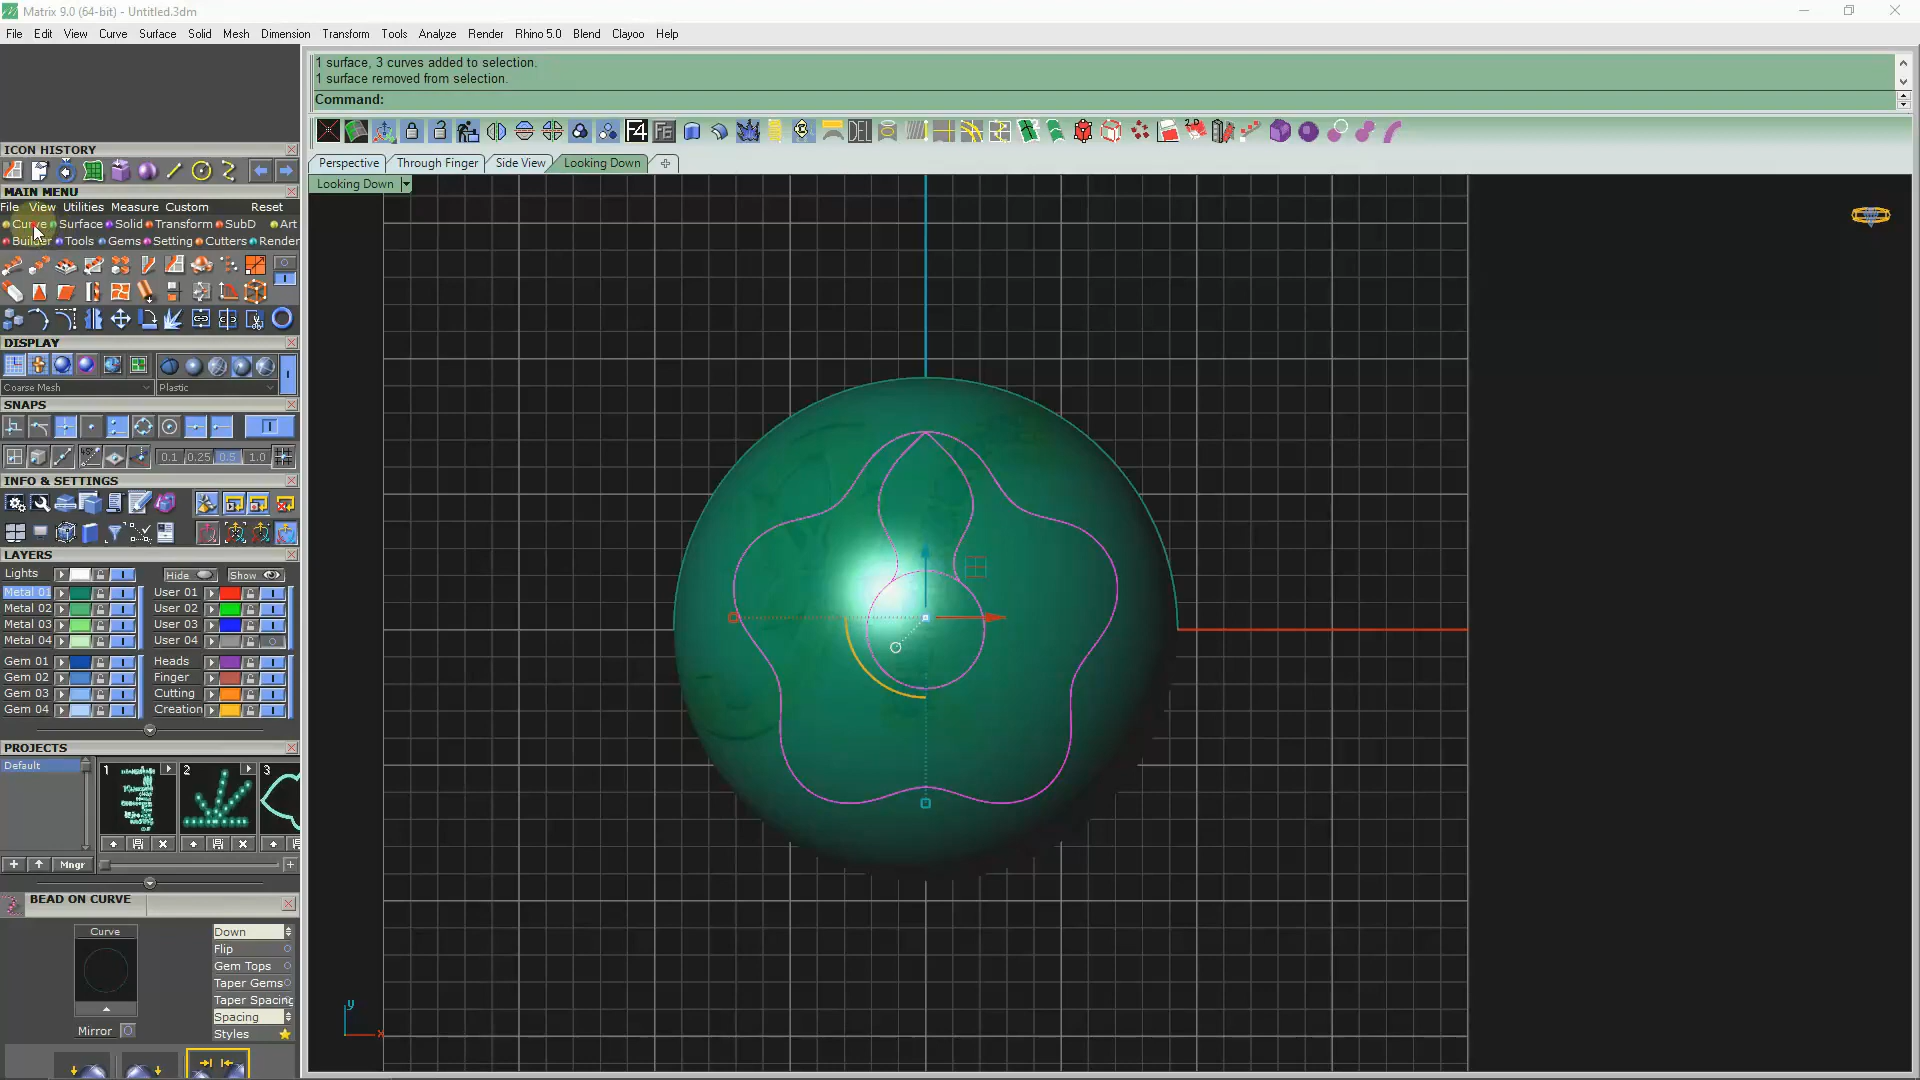 Matrix 9.0 (64-bit) - Untitled.3dm
File Edit View Curve Surface Solid Mesh Dimension Transform Tools Analyze Render Rhino 5.0 Blend Clayoo Help
1 surface, 3 curves added to selection.
1 surface removed from selection.
Command:
F4 DEL
Perspective Through Finger Side View Looking Down
Looking Down
ICON HISTORY
MAIN MENU
File View Utilities Measure Custom Reset
Curve Surface Solid Transform SubD Art
Builder Tools Gems Setting Cutters Render
DISPLAY
Coarse Mesh Plastic
SNAPS
0.1 0.25 0.5 1.0
INFO & SETTINGS
LAYERS
Lights Hide Show
Metal 01 User 01
Metal 02 User 02
Metal 03 User 03
Metal 04 User 04
Gem 01 Heads
Gem 02 Finger
Gem 03 Cutting
Gem 04 Creation
PROJECTS
Default 1 2 3
Mngr
BEAD ON CURVE
Curve Down
Flip
Gem Tops
Taper Gems
Taper Spacing
Spacing
Mirror Styles
y
x